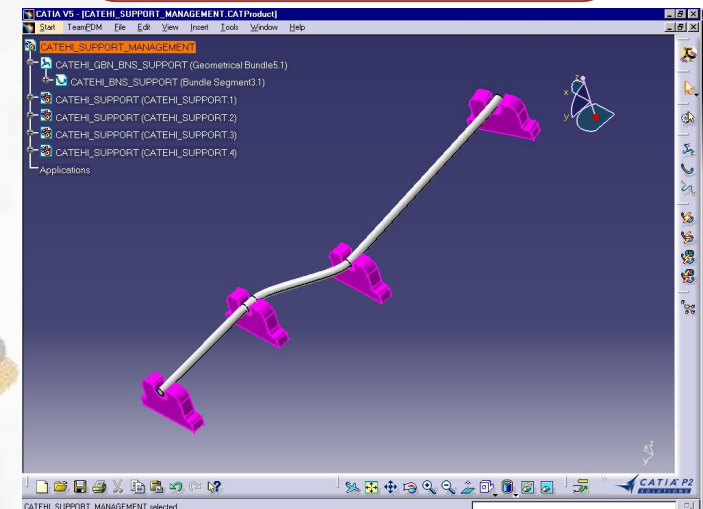 CATIA V5 - [CATEHI_SUPPORT_MANAGEMENT.CATProduct]
Start TeamPDM File Edit View Insert Tools Window Help
CATEHI_SUPPORT_MANAGEMENT
CATEHI_GBN_BNS_SUPPORT (Geometrical Bundle5.1)
CATEHI_BNS_SUPPORT (Bundle Segment3.1)
CATEHI_SUPPORT (CATEHI_SUPPORT.1)
CATEHI_SUPPORT (CATEHI_SUPPORT.2)
CATEHI_SUPPORT (CATEHI_SUPPORT.3)
CATEHI_SUPPORT (CATEHI_SUPPORT.4)
Applications
x
y
z
x z
y
CATIA P2
SOLUTIONS
CATEHI_SUPPORT_MANAGEMENT selected